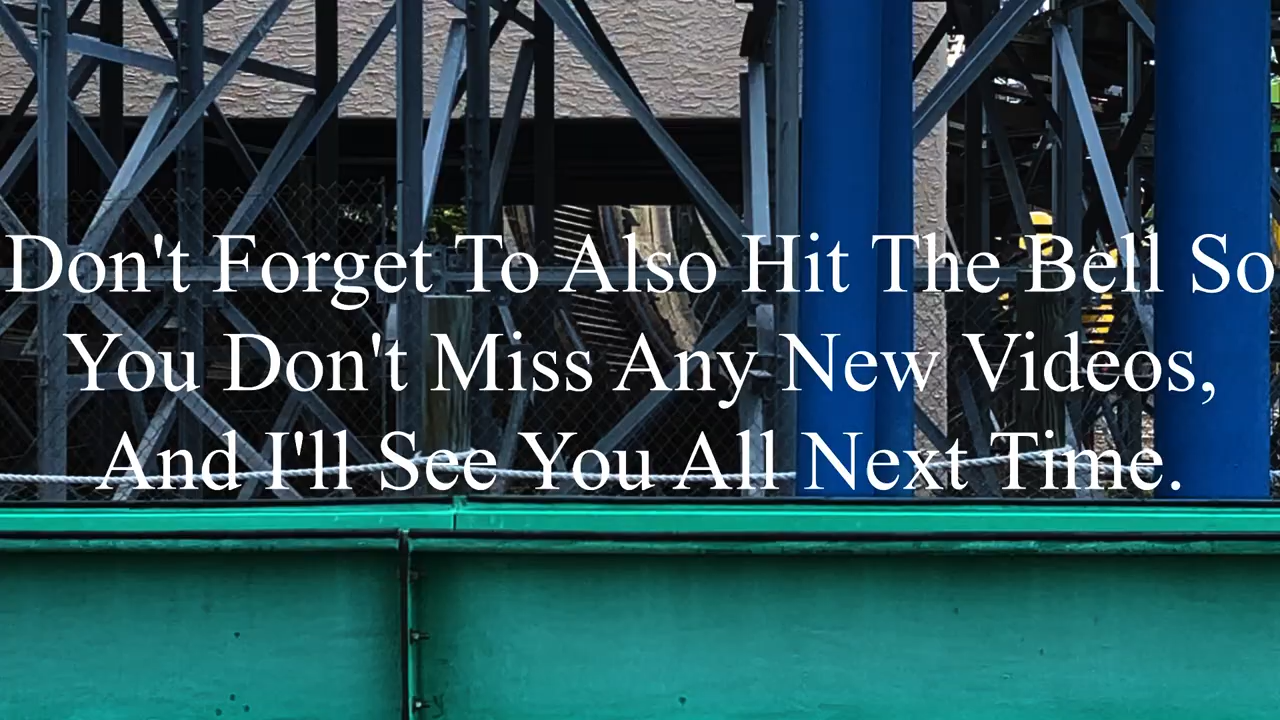 Don't Forget To Also Hit The Bell So
You Don't Miss Any New Videos,
And I'll See You All Next Time.